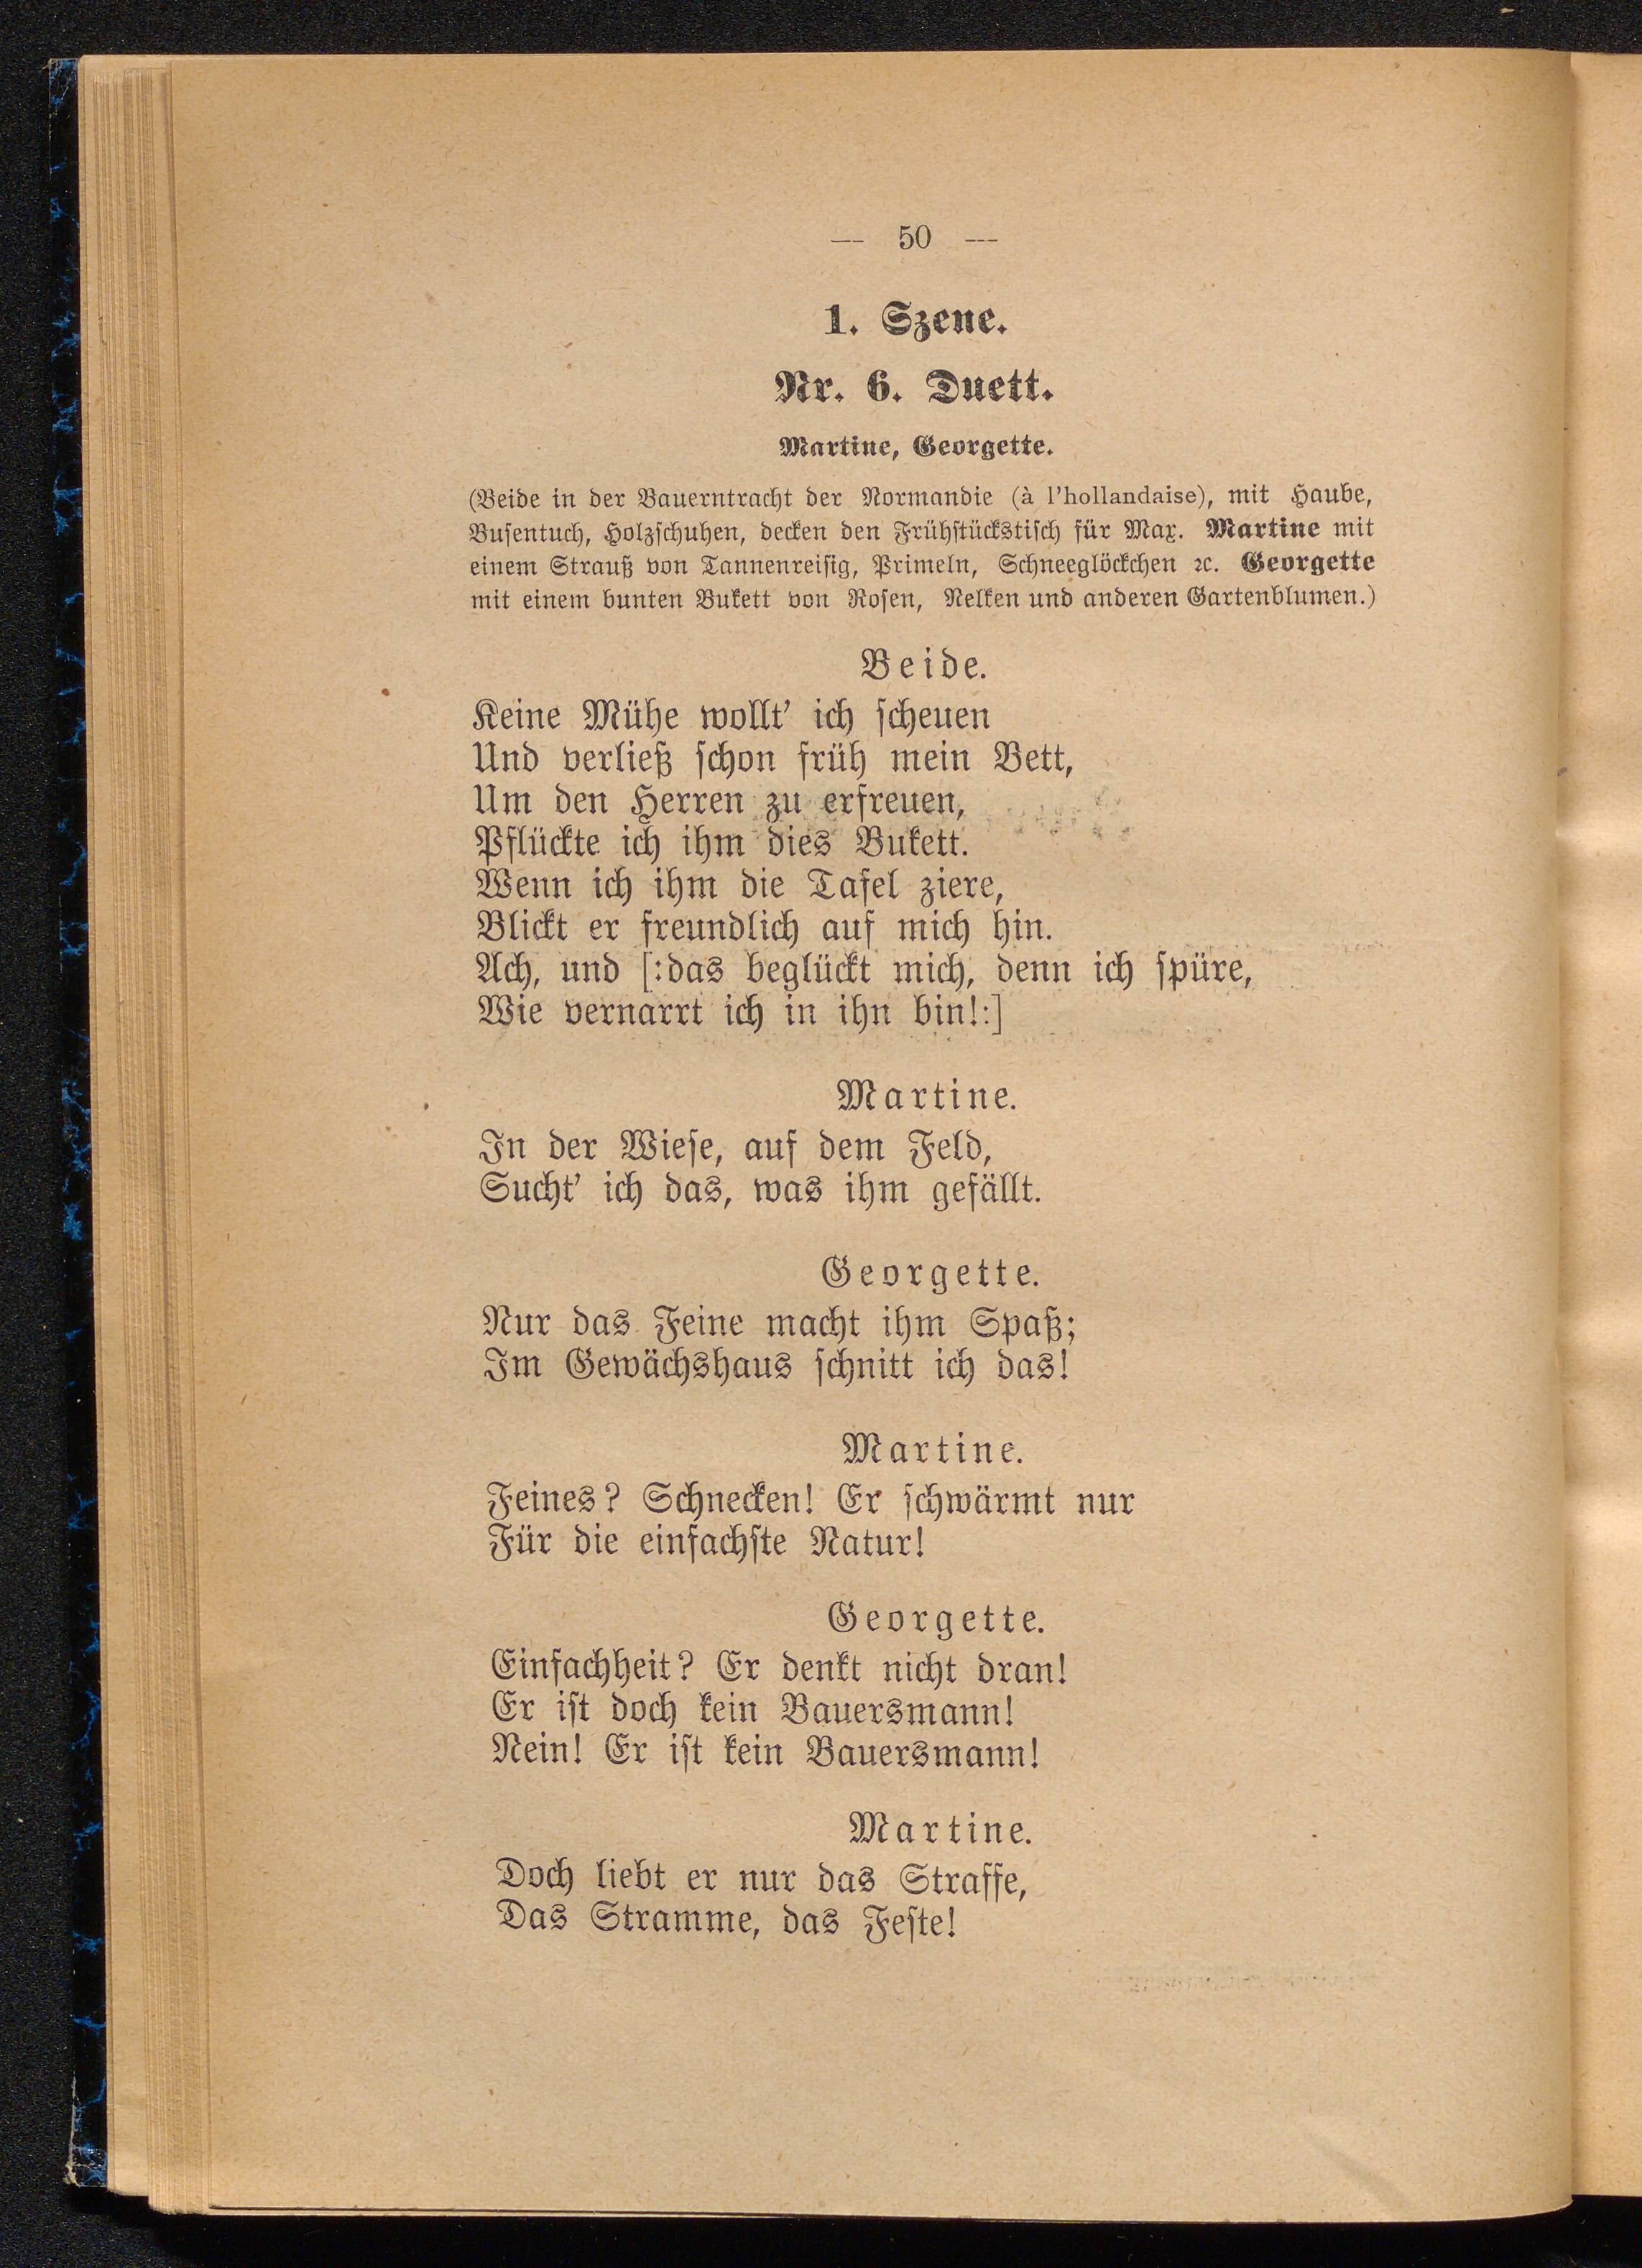 — 50 —
1. Szene.
Nr. 6. Duett.
Martine, Georgette.
(Beide in der Bauerntracht der Normandie (à l'hollandaise), mit Haube,
Busentuch, Holzschuhen, decken den Frühstückstisch für Max. Martine mit
einem Strauß von Tannenreisig, Primeln, Schneeglöckchen ꝛc. Georgette
mit einem bunten Bukett von Rosen, Nelken und anderen Gartenblumen.)
Beide.
Keine Mühe wollt' ich scheuen
Und verließ schon früh mein Bett,
Um den Herren zu erfreuen,
Pflückte ich ihm dies Bukett.
Wenn ich ihm die Tafel ziere,
Blickt er freundlich auf mich hin.
Ach, und [:das beglückt mich, denn ich spüre,
Wie vernarrt ich in ihn bin!:]
Martine.
In der Wiese, auf dem Feld,
Sucht' ich das, was ihm gefällt.
Georgette.
Nur das Feine macht ihm Spaß;
Im Gewächshaus schnitt ich das!
Martine.
Feines? Schnecken! Er schwärmt nur
Für die einfachste Natur!
Georgette.
Einfachheit? Er denkt nicht dran!
Er ist doch kein Bauersmann!
Nein! Er ist kein Bauersmann!
Martine.
Doch liebt er nur das Straffe,
Das Stramme, das Feste!